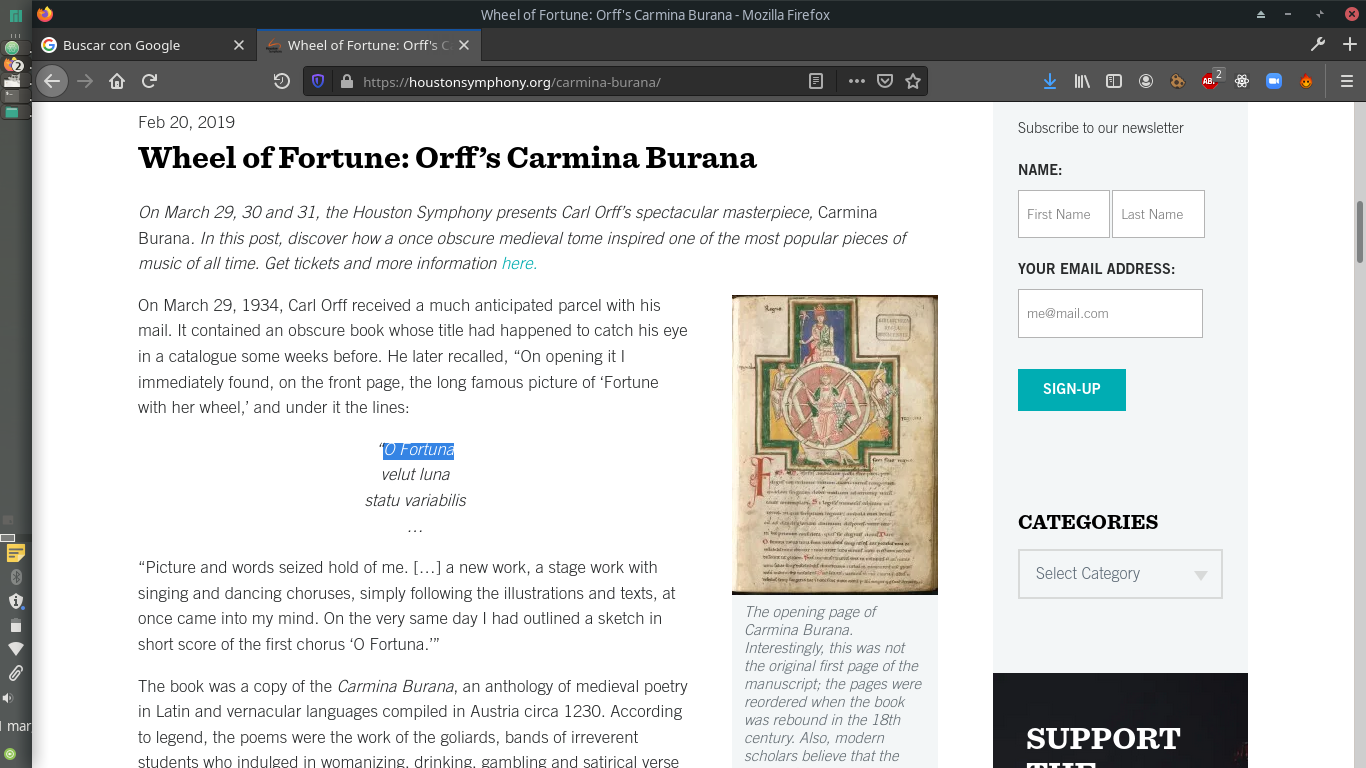 Wheel of Fortune: Orff's Carmina Burana - Mozilla Firefox
Buscar con Google
Wheel of Fortune: Orff's C
https://houstonsymphony.org/carmina-burana/
2
2
Feb 20, 2019
Wheel of Fortune: Orff’s Carmina Burana
On March 29, 30 and 31, the Houston Symphony presents Carl Orff’s spectacular masterpiece, Carmina
Burana. In this post, discover how a once obscure medieval tome inspired one of the most popular pieces of
music of all time. Get tickets and more information here.
On March 29, 1934, Carl Orff received a much anticipated parcel with his
mail. It contained an obscure book whose title had happened to catch his eye
in a catalogue some weeks before. He later recalled, “On opening it I
immediately found, on the front page, the long famous picture of ‘Fortune
with her wheel,’ and under it the lines:
“O Fortuna
velut luna
statu variabilis
…
“Picture and words seized hold of me. […] a new work, a stage work with
singing and dancing choruses, simply following the illustrations and texts, at
once came into my mind. On the very same day I had outlined a sketch in
short score of the first chorus ‘O Fortuna.’”
The book was a copy of the Carmina Burana, an anthology of medieval poetry
in Latin and vernacular languages compiled in Austria circa 1230. According
to legend, the poems were the work of the goliards, bands of irreverent
students who indulged in womanizing, drinking, gambling and satirical verse
The opening page of
Carmina Burana.
Interestingly, this was not
the original first page of the
manuscript; the pages were
reordered when the book
was rebound in the 18th
century. Also, modern
scholars believe that the
Subscribe to our newsletter
NAME:
First Name
Last Name
YOUR EMAIL ADDRESS:
me@mail.com
SIGN-UP
CATEGORIES
Select Category
SUPPORT
THE